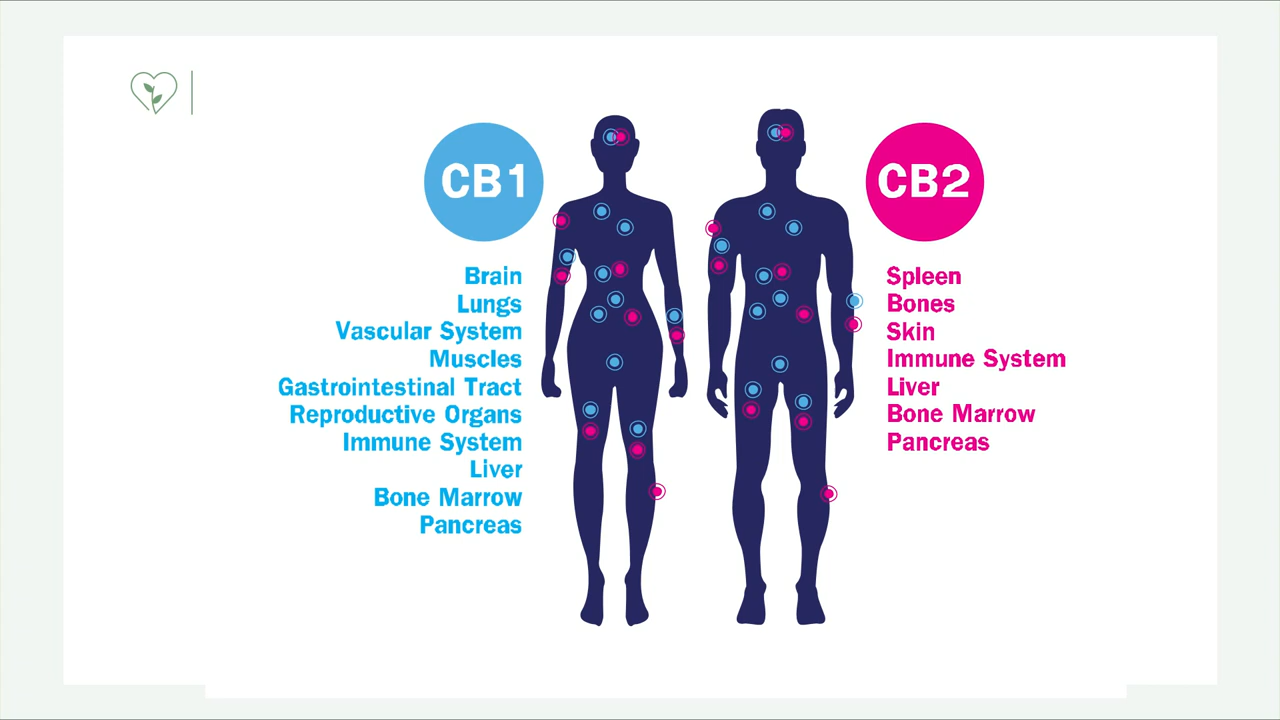 CB1
Brain
Lungs
Vascular System
Muscles
Gastrointestinal Tract
Reproductive Organs
Immune System
Liver
Bone Marrow
Pancreas
CB2
Spleen
Bones
Skin
Immune System
Liver
Bone Marrow
Pancreas